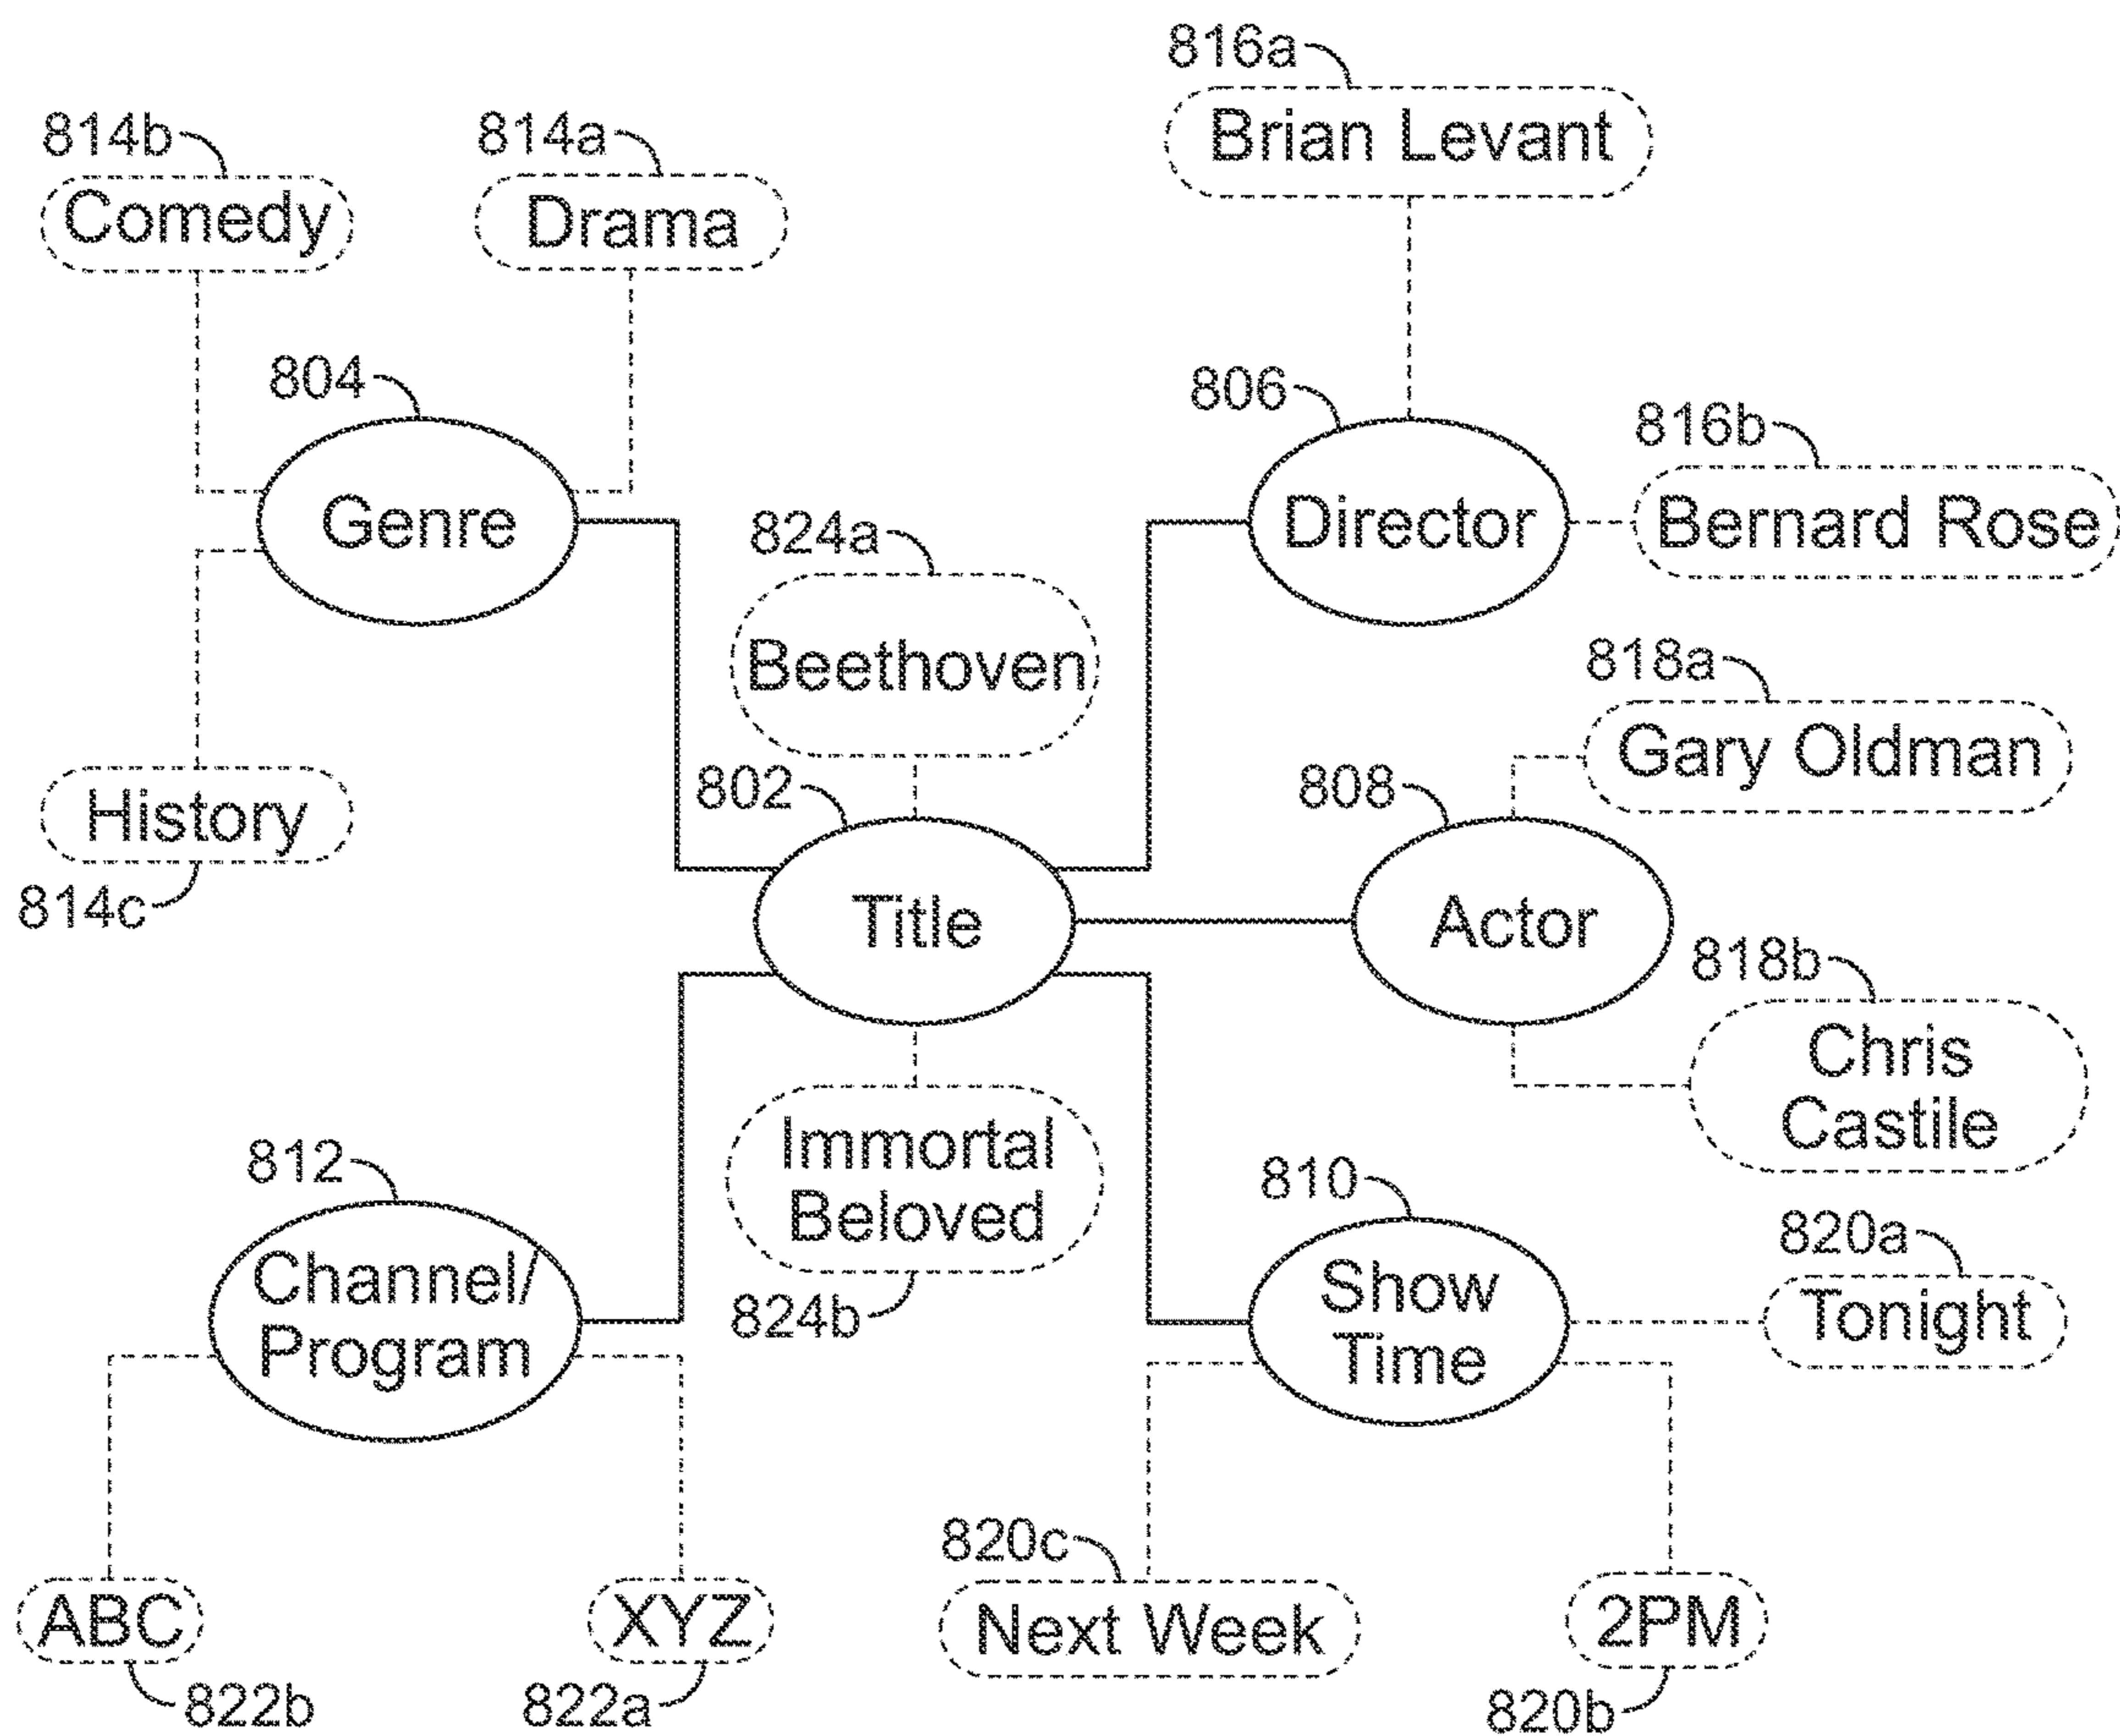 816a
Brian Levant
814b
814a
Comedy
Drama
804
806
816b
Genre
Director
Bernard Rose
824a
Beethoven
818a
Gary Oldman
802
808
History
814c
Title
Actor
818b
Chris
Castile
Immortal
Beloved
824b
812
810
820a
Channel/
Program
Show
Time
Tonight
820c
ABC
XYZ
Next Week
2PM
822b
822a
820b